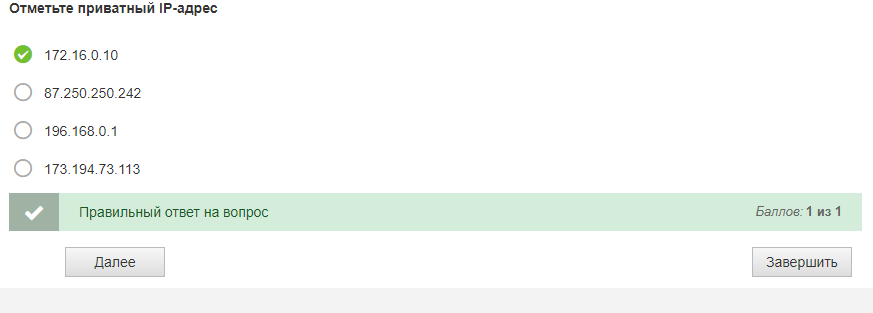 Отметьте приватный IP-адрес
172.16.0.10
87.250.250.242
196.168.0.1
173.194.73.113
Правильный ответ на вопрос Баллов: 1 из 1
Далее Завершить